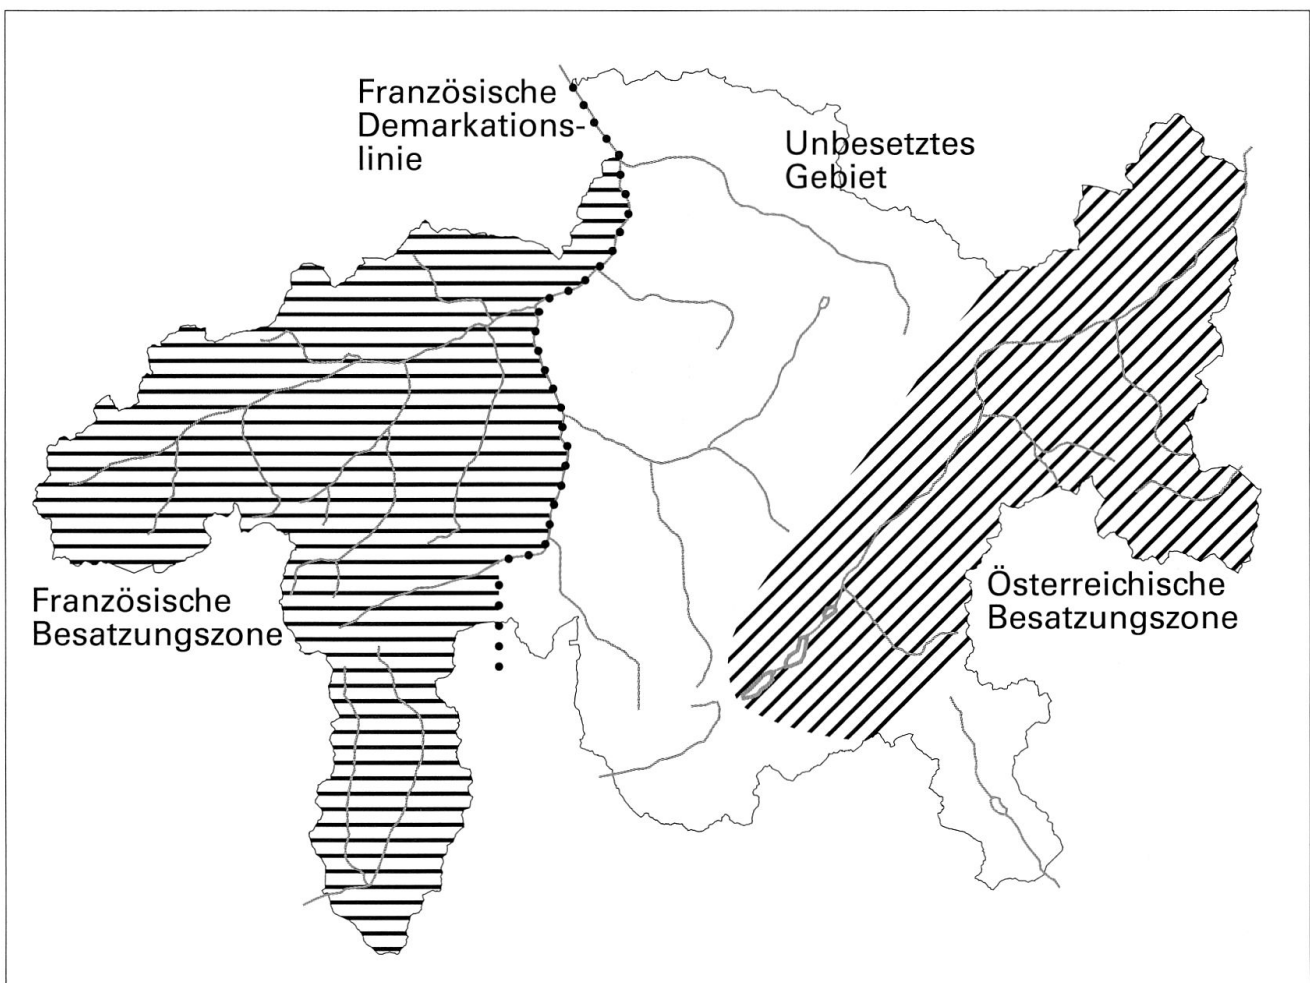 Französische
Demarkations-
linie
Unbesetztes
Gebiet
Französische
Besatzungszone
Österreichische
Besatzungszone